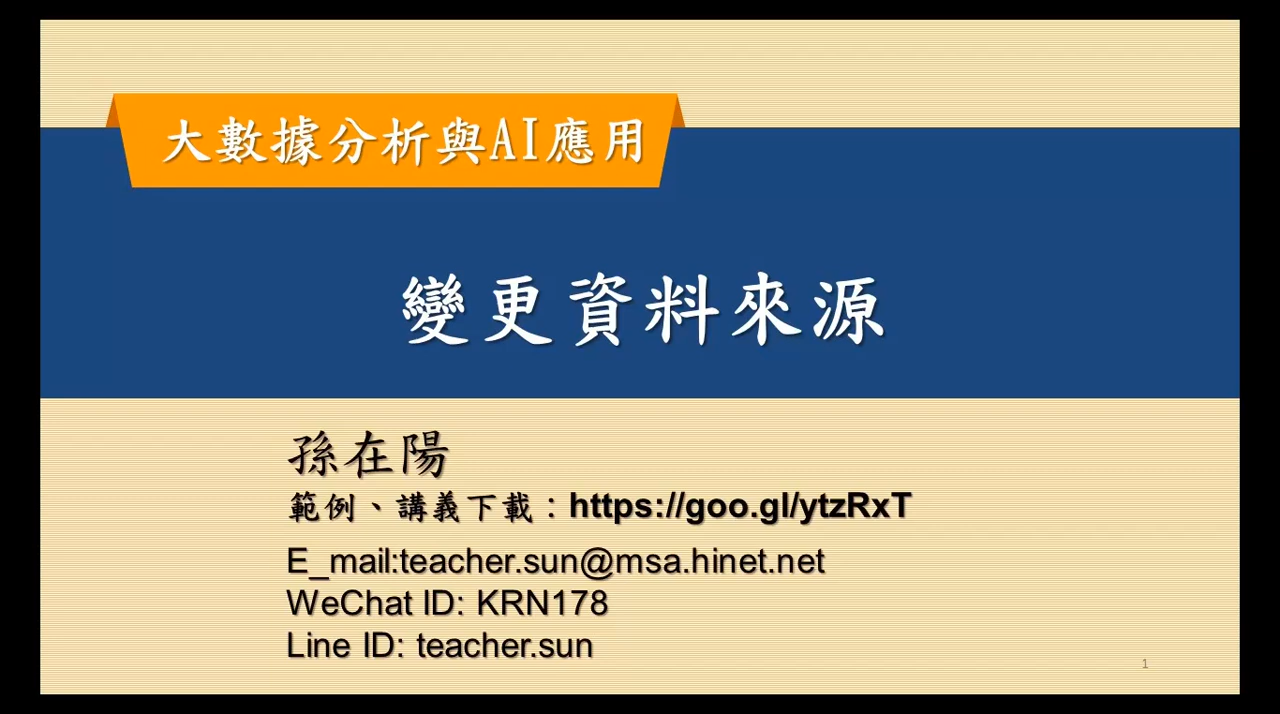 大數據分析與AI應用
變更資料來源
孫在陽
範例、講義下載：https://goo.gl/ytzRxT
E_mail:teacher.sun@msa.hinet.net
WeChat ID: KRN178
Line ID: teacher.sun
1